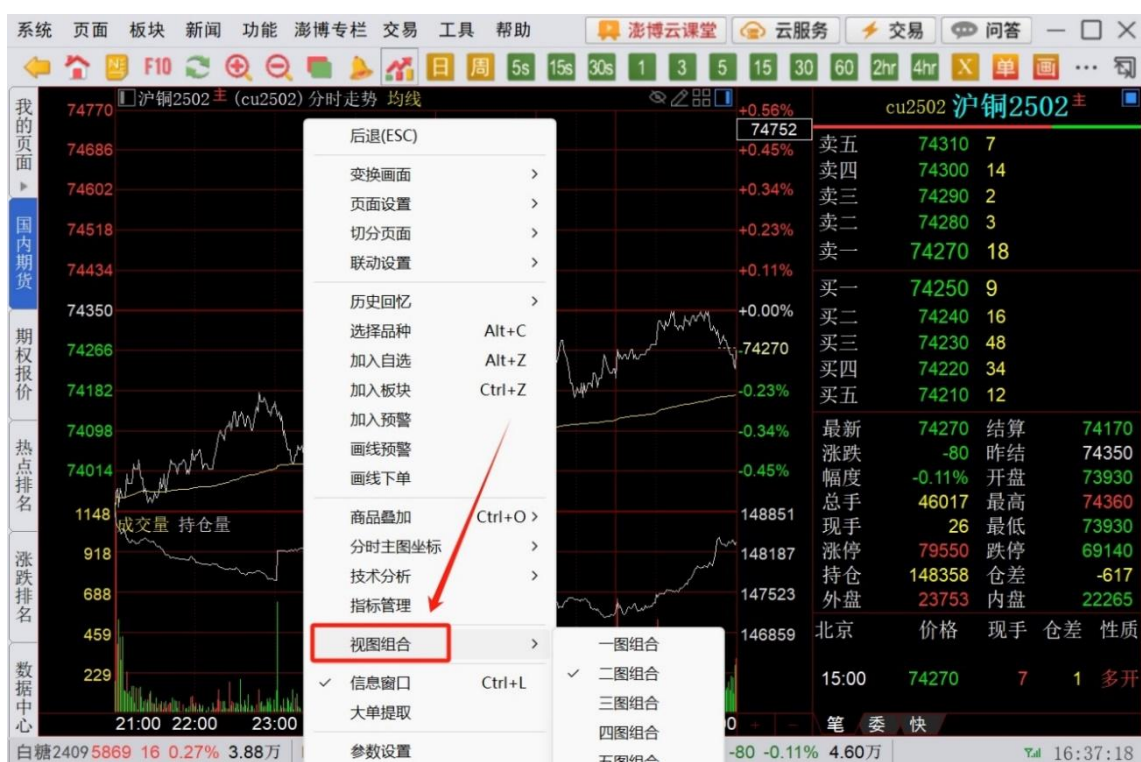 系统 页面 板块 新闻 功能 澎博专栏 交易 工具 帮助 澎博云课堂 云服务 交易 问答
F10 日 周 5s 15s 30s 1 3 5 15 30 60 2hr 4hr X 单 画
我的页面
国内期货
期权报价
热点排名
涨跌排名
数据中心
沪铜2502主 (cu2502) 分时走势 均线
74770
74686
74602
74518
74434
74350
74266
74182
74098
74014
1148
918
688
459
229
成交量 持仓量
21:00 22:00 23:00
后退(ESC)
变换画面
页面设置
切分页面
联动设置
历史回忆
选择品种 Alt+C
加入自选 Alt+Z
加入板块 Ctrl+Z
加入预警
画线预警
画线下单
商品叠加 Ctrl+O
分时主图坐标
技术分析
指标管理
视图组合
信息窗口 Ctrl+L
大单提取
参数设置
一图组合
二图组合
三图组合
四图组合
五图组合
+0.56%
74752
+0.45%
+0.34%
+0.23%
+0.11%
+0.00%
74270
-0.23%
-0.34%
-0.45%
148851
148187
147523
146859
cu2502 沪铜2502主
卖五 74310 7
卖四 74300 14
卖三 74290 2
卖二 74280 3
卖一 74270 18
买一 74250 9
买二 74240 16
买三 74230 48
买四 74220 34
买五 74210 12
最新 74270 结算 74170
涨跌 -80 昨结 74350
幅度 -0.11% 开盘 73930
总手 46017 最高 74360
现手 26 最低 73930
涨停 79550 跌停 69140
持仓 148358 仓差 -617
外盘 23753 内盘 22265
北京 价格 现手 仓差 性质
15:00 74270 7 1 多开
笔 委 快
白糖2409 5869 16 0.27% 3.88万 -80 -0.11% 4.60万 16:37:18